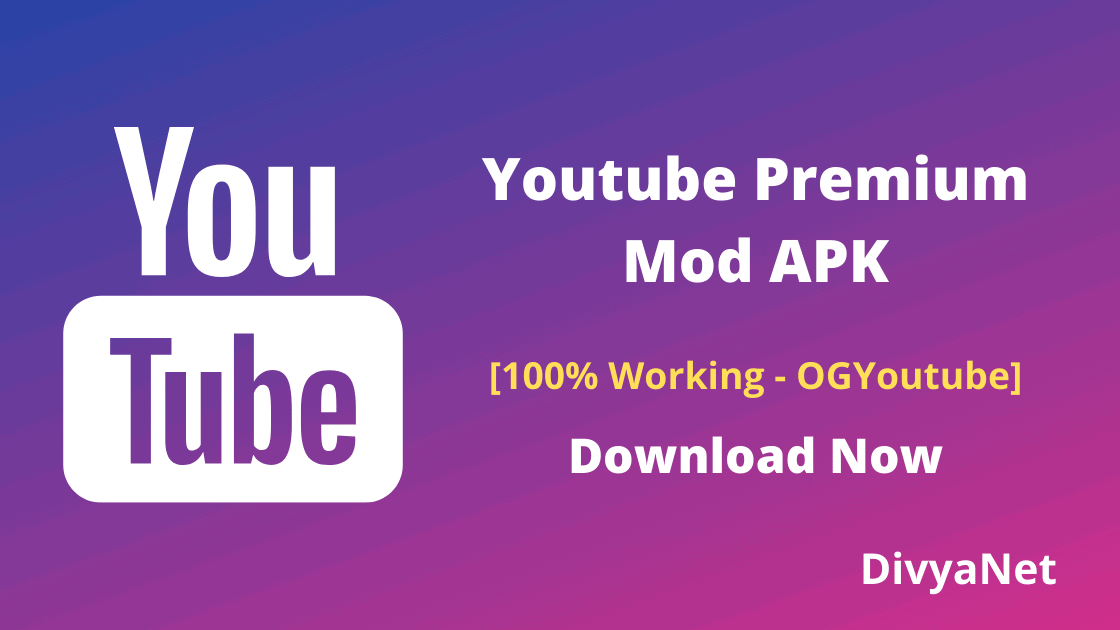 You
Tube
Youtube Premium
Mod APK
[100% Working - OGYoutube]
Download Now
DivyaNet